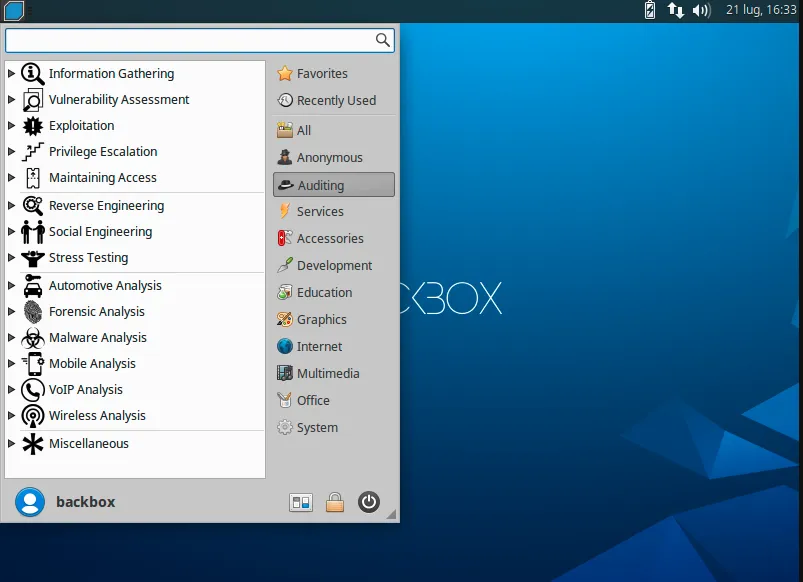 21 lug, 16:33
Information Gathering
Vulnerability Assessment
Exploitation
Privilege Escalation
Maintaining Access
Reverse Engineering
Social Engineering
Stress Testing
Automotive Analysis
Forensic Analysis
Malware Analysis
Mobile Analysis
VoIP Analysis
Wireless Analysis
Miscellaneous
Favorites
Recently Used
All
Anonymous
Auditing
Services
Accessories
Development
Education
Graphics
Internet
Multimedia
Office
System
backbox